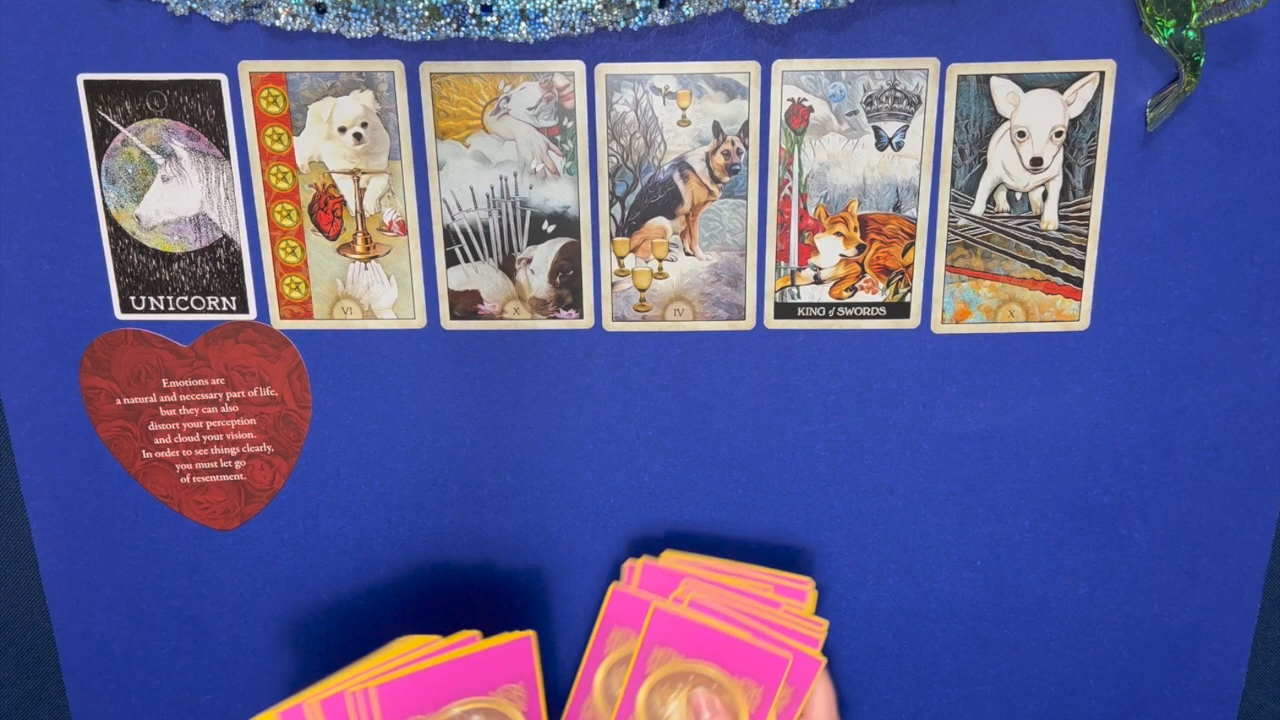 UNICORN
VI
X
IV
KING of SWORDS
X
Emotions are
a natural and necessary part of life,
but they can also
distort your perception
and cloud your vision.
In order to see things clearly,
you must let go
of resentment.